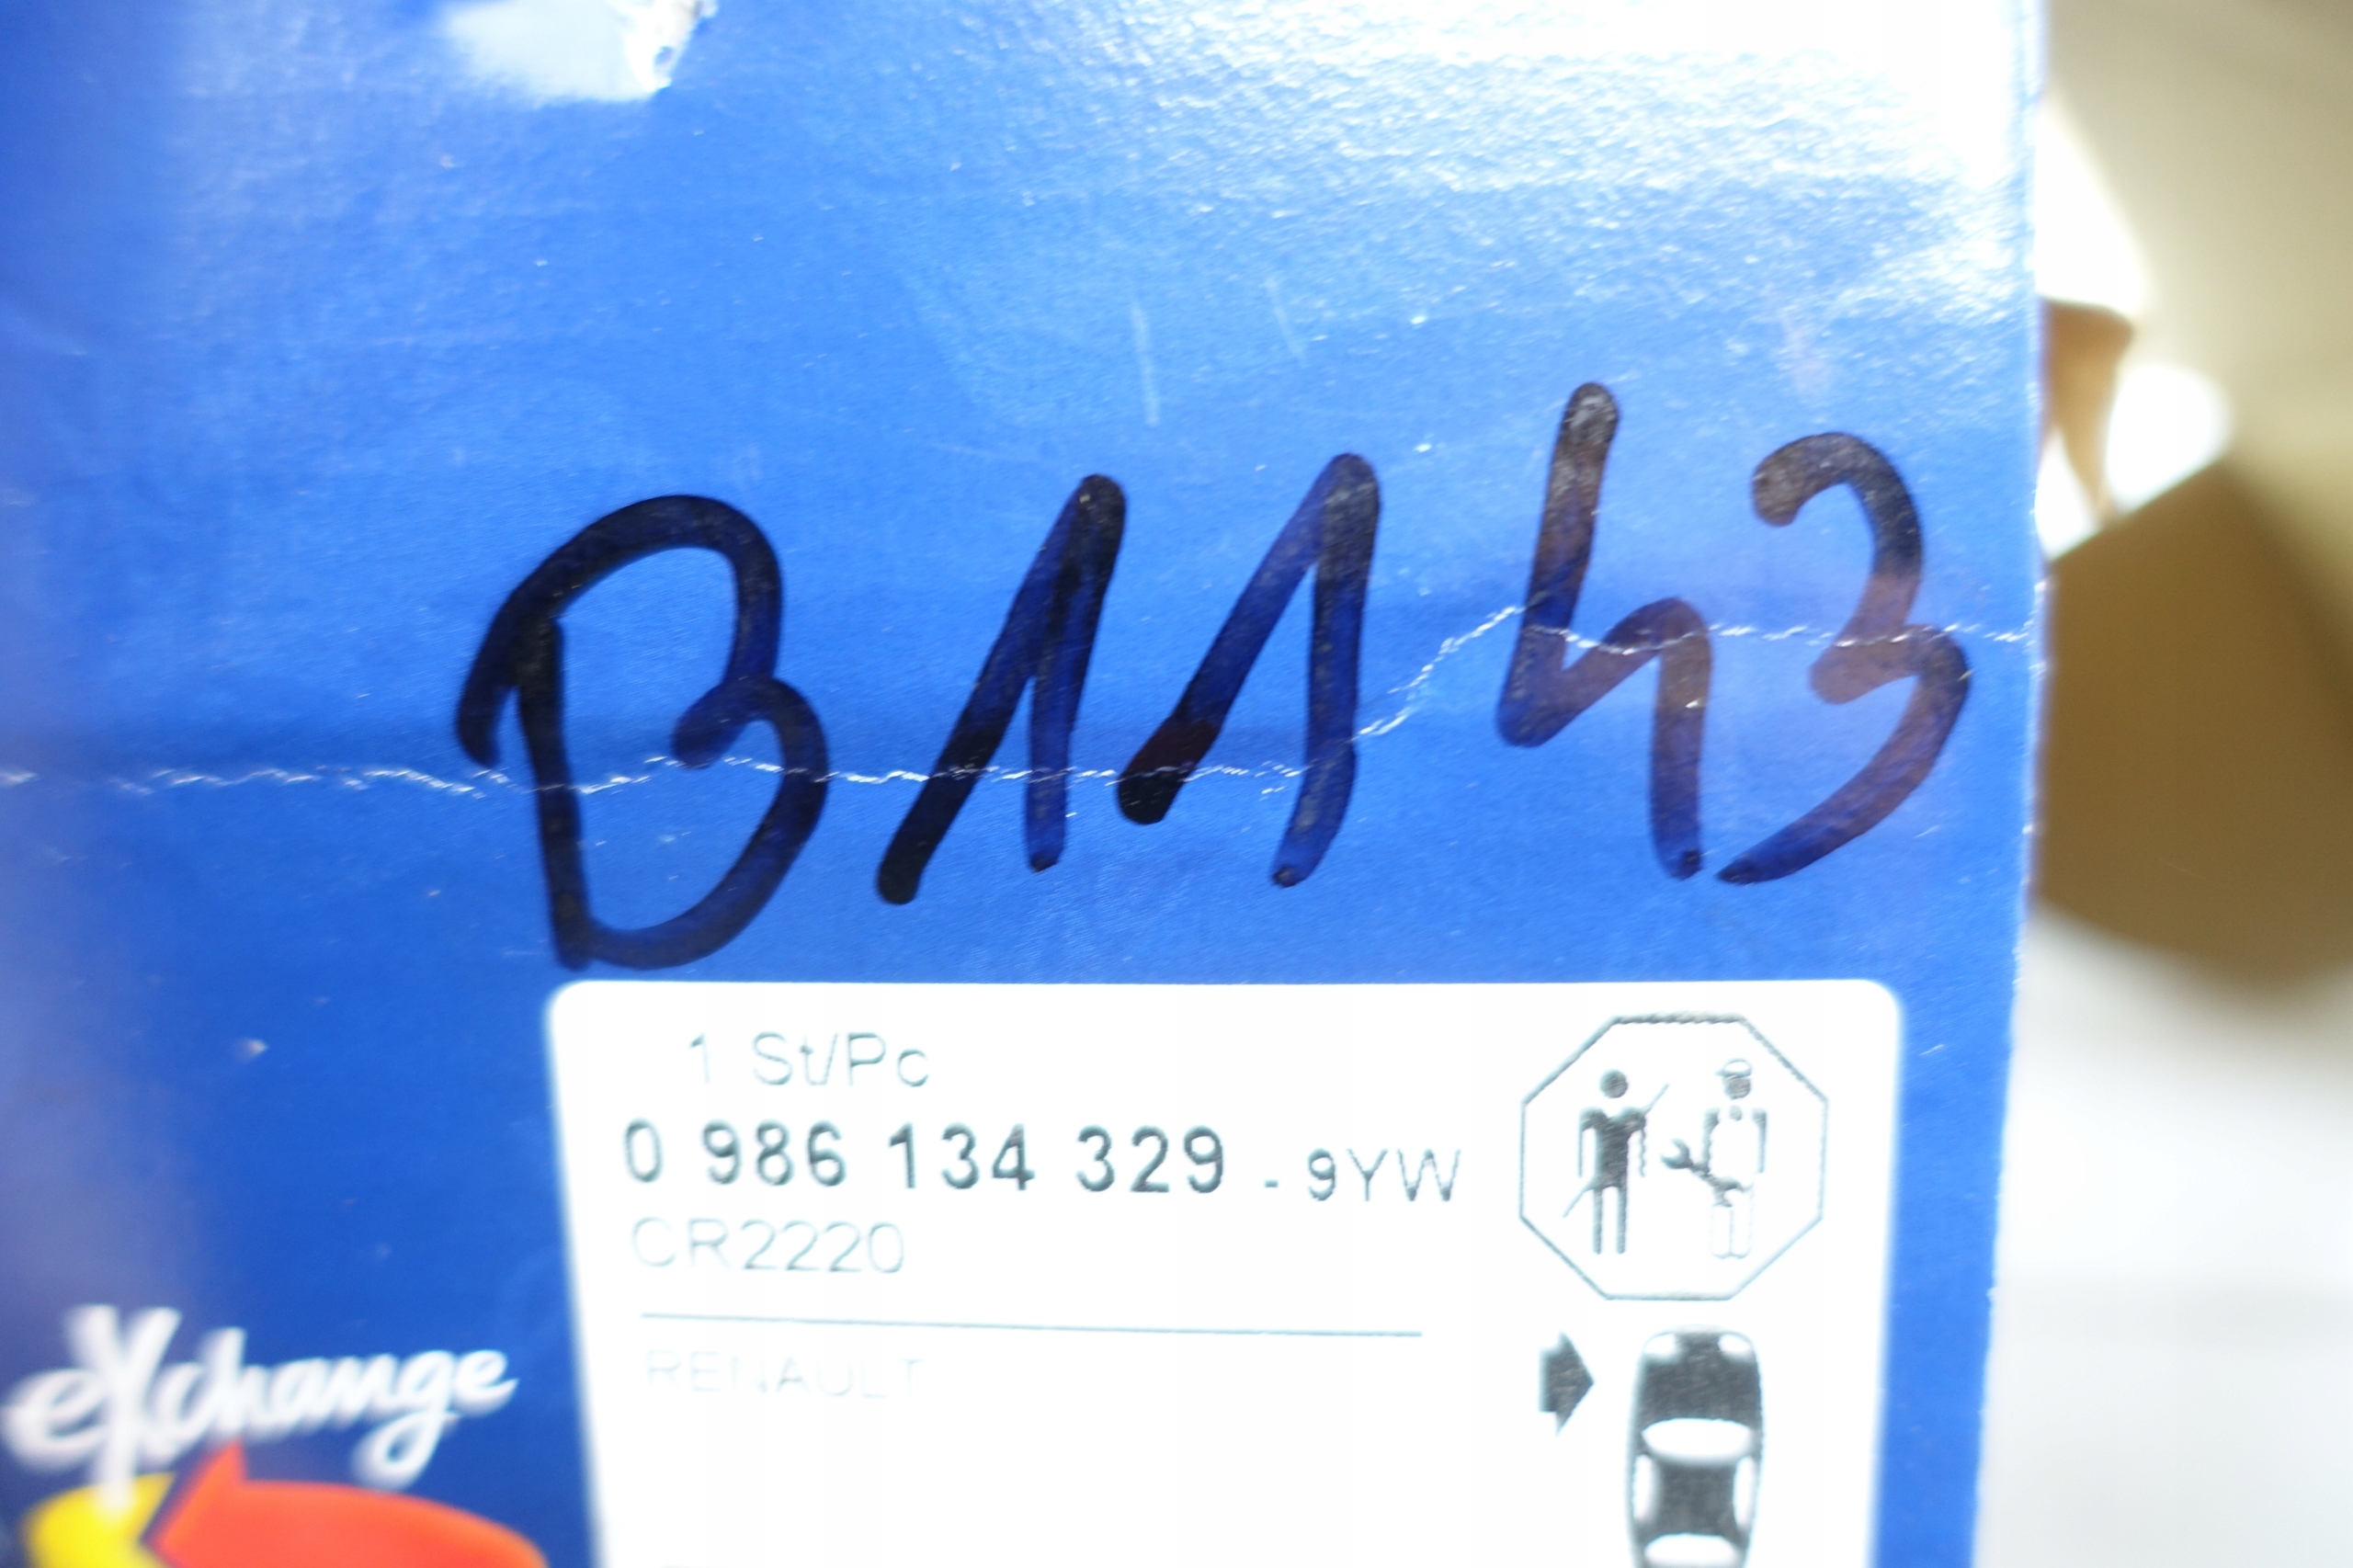 B1143
1 St/Pc
0 986 134 329 - 9YW
CR2220
RENAULT
eXchange